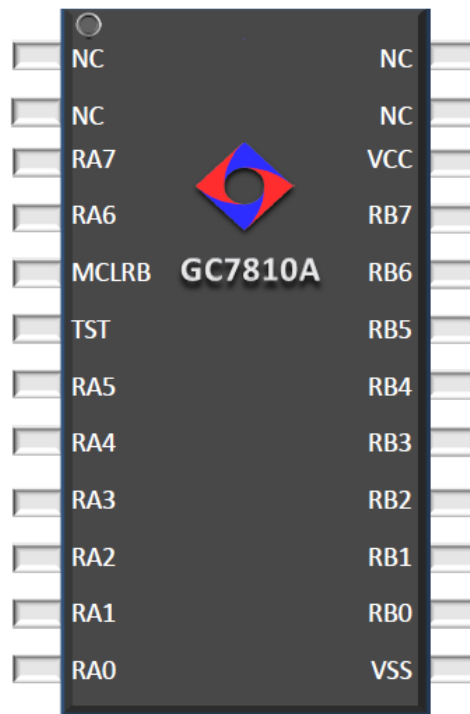 NC NC
NC NC
RA7 VCC
RA6 RB7
MCLRB GC7810A RB6
TST RB5
RA5 RB4
RA4 RB3
RA3 RB2
RA2 RB1
RA1 RB0
RA0 VSS